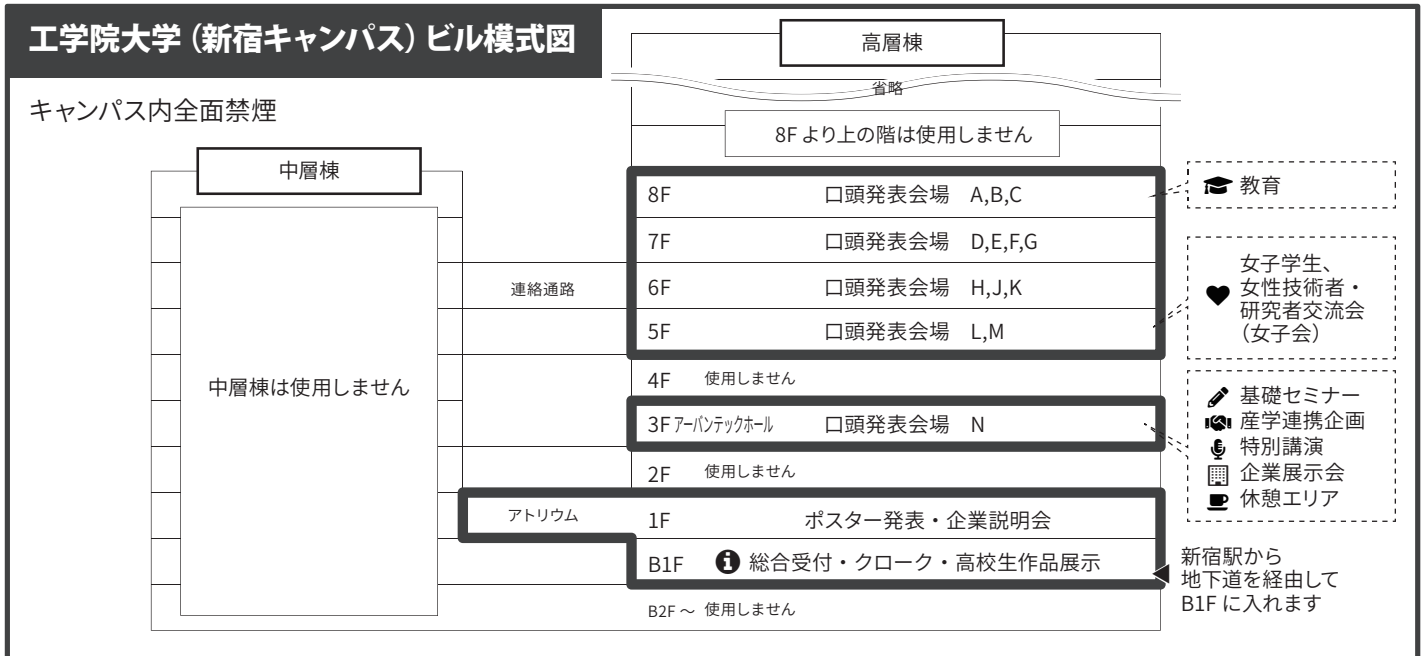 工学院大学（新宿キャンパス）ビル模式図
キャンパス内全面禁煙
高層棟
省略
8F より上の階は使用しません
中層棟
中層棟は使用しません
連絡通路
アトリウム
8F 口頭発表会場 A,B,C
7F 口頭発表会場 D,E,F,G
6F 口頭発表会場 H,J,K
5F 口頭発表会場 L,M
4F 使用しません
3F アーバンテックホール 口頭発表会場 N
2F 使用しません
1F ポスター発表・企業説明会
B1F 総合受付・クローク・高校生作品展示
B2F ～ 使用しません
教育
女子学生、
女性技術者・
研究者交流会
（女子会）
基礎セミナー
産学連携企画
特別講演
企業展示会
休憩エリア
新宿駅から
地下道を経由して
B1F に入れます